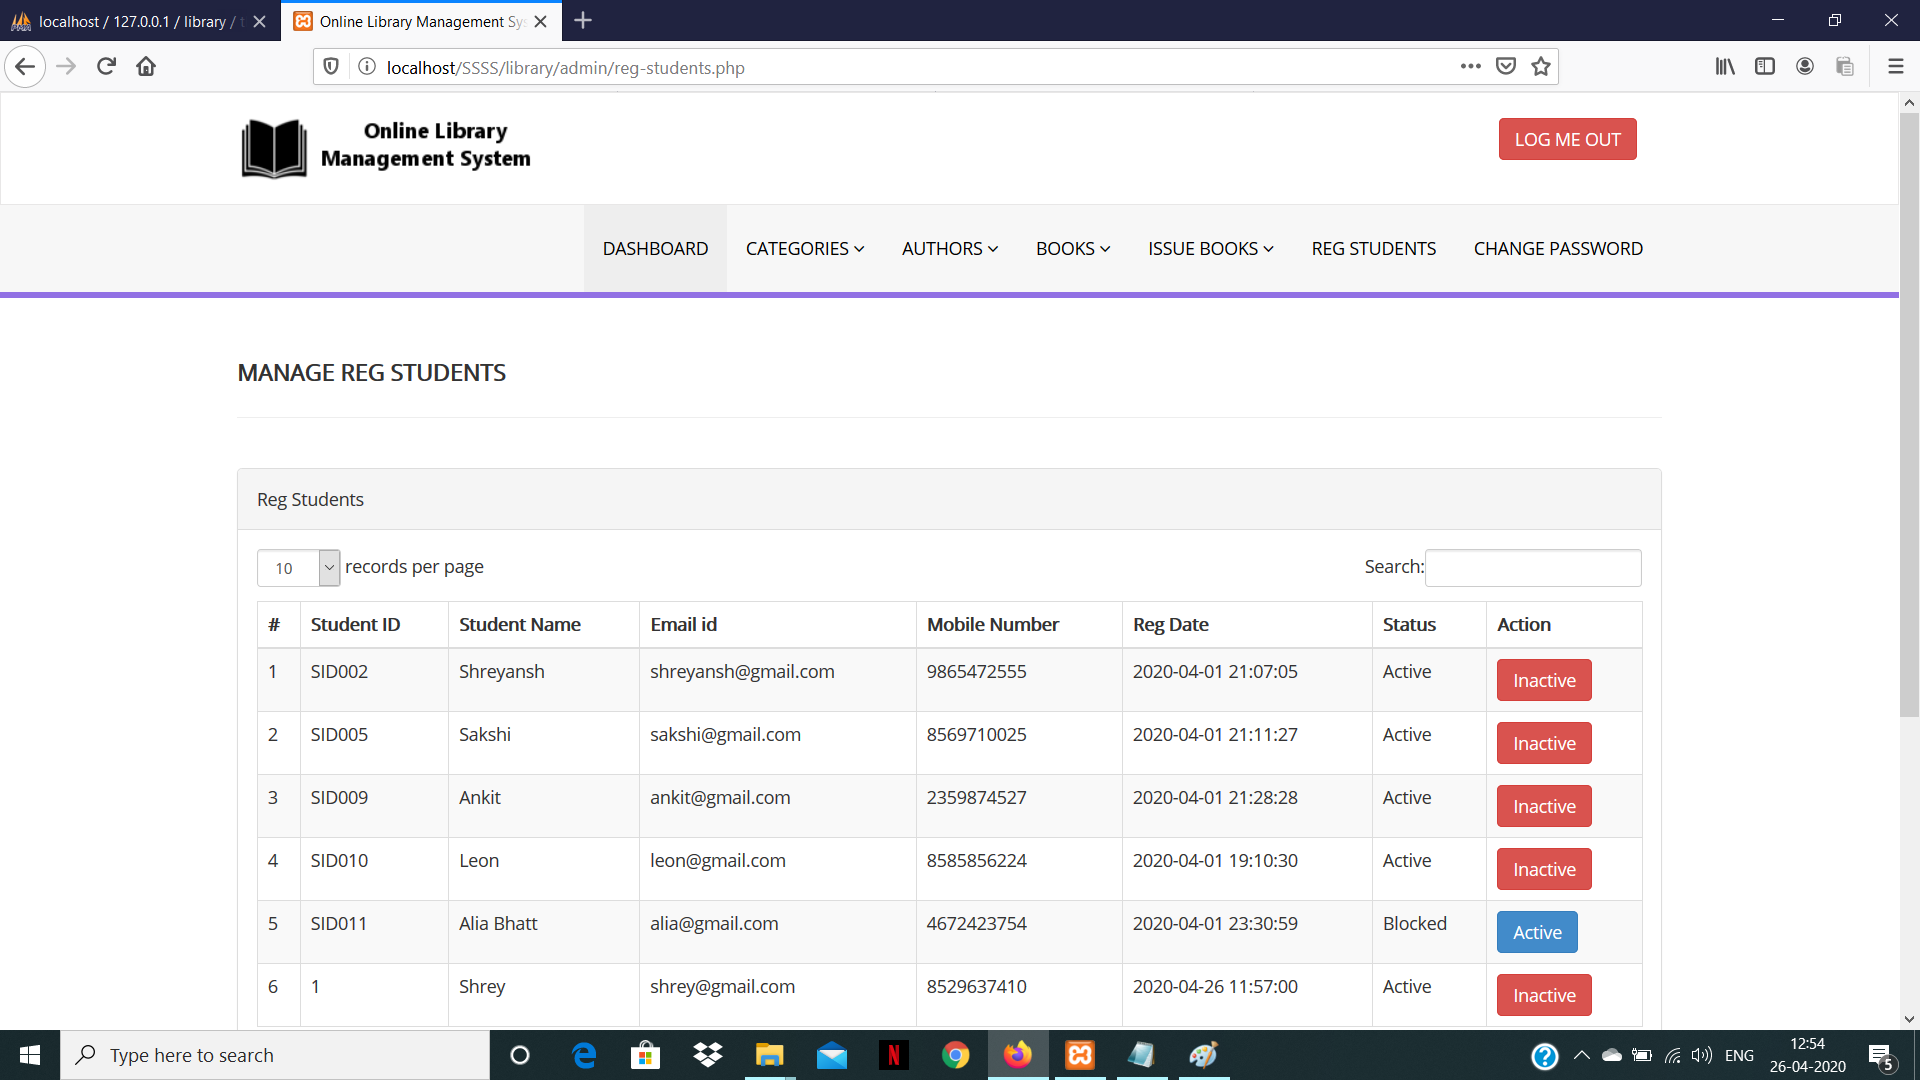 localhost / 127.0.0.1 / library / t
Online Library Management Sys
localhost/SSSS/library/admin/reg-students.php
Online Library
Management System
LOG ME OUT
DASHBOARD CATEGORIES AUTHORS BOOKS ISSUE BOOKS REG STUDENTS CHANGE PASSWORD
MANAGE REG STUDENTS
Reg Students
10 records per page Search:
# Student ID Student Name Email id Mobile Number Reg Date Status Action
1 SID002 Shreyansh shreyansh@gmail.com 9865472555 2020-04-01 21:07:05 Active Inactive
2 SID005 Sakshi sakshi@gmail.com 8569710025 2020-04-01 21:11:27 Active Inactive
3 SID009 Ankit ankit@gmail.com 2359874527 2020-04-01 21:28:28 Active Inactive
4 SID010 Leon leon@gmail.com 8585856224 2020-04-01 19:10:30 Active Inactive
5 SID011 Alia Bhatt alia@gmail.com 4672423754 2020-04-01 23:30:59 Blocked Active
6 1 Shrey shrey@gmail.com 8529637410 2020-04-26 11:57:00 Active Inactive
Type here to search
N
ENG
12:54
26-04-2020
5